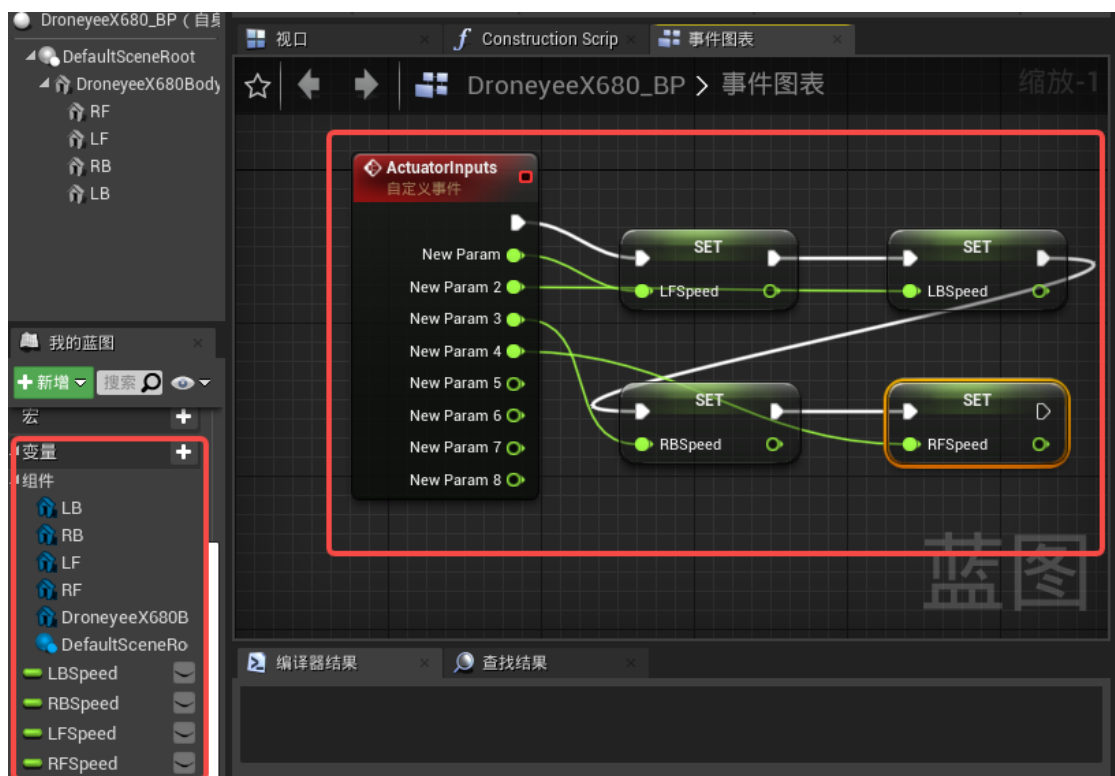 DroneyeeX680_BP ( 自身
DefaultSceneRoot
DroneyeeX680Body
RF
LF
RB
LB
我的蓝图
新增
搜索
宏
变量
组件
LB
RB
LF
RF
DroneyeeX680B
DefaultSceneRo
LBSpeed
RBSpeed
LFSpeed
RFSpeed
视口
Construction Scrip
事件图表
DroneyeeX680_BP > 事件图表
缩放-1
ActuatorInputs
自定义事件
New Param
New Param 2
New Param 3
New Param 4
New Param 5
New Param 6
New Param 7
New Param 8
SET
LFSpeed
SET
LBSpeed
SET
RBSpeed
SET
RFSpeed
蓝图
编译器结果
查找结果